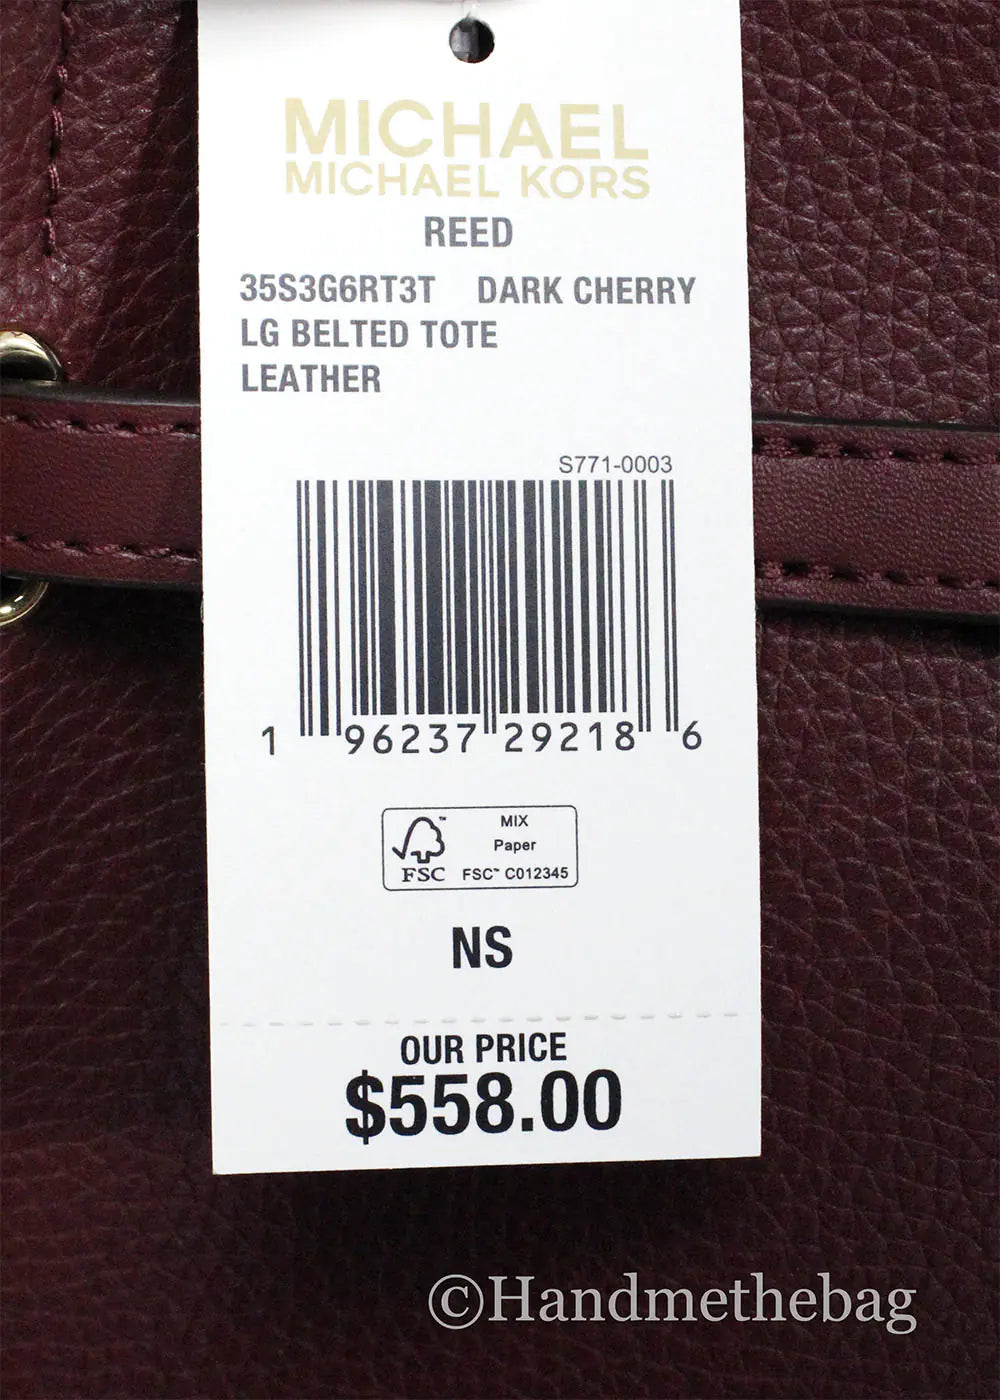 MICHAEL
MICHAEL KORS
REED
35S3G6RT3T DARK CHERRY
LG BELTED TOTE
LEATHER
S771-0003
1 96237 29218 6
FSC
MIX
Paper
FSC™ C012345
NS
OUR PRICE
$558.00
©Handmethebag